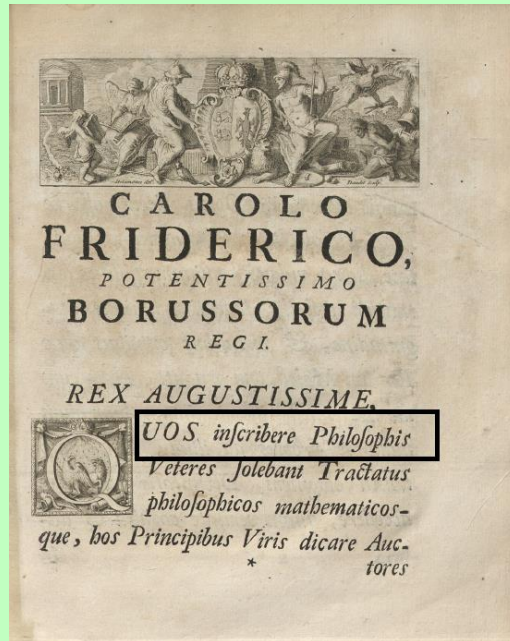 CAROLO
FRIDERICO,
POTENTISSIMO
BORUSSORUM
REGI.
REX AUGUSTISSIME,
QUOS inſcribere Philoſophis
Veteres ſolebant Tractatus
philoſophicos mathematicos-
que, hos Principibus Viris dicare Auc-
*
tores